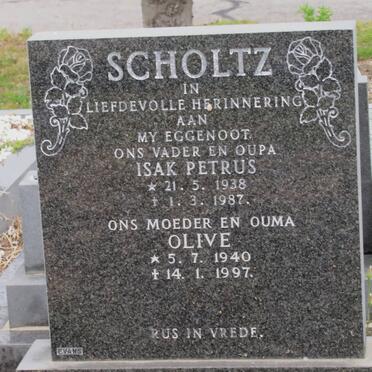 SCHOLTZ
IN
LIEFDEVOLLE HERINNERING
AAN
MY EGGENOOT
ONS VADER EN OUPA
ISAK PETRUS
★ 21. 5. 1938
✝ 1. 3. 1987.
ONS MOEDER EN OUMA
OLIVE
★ 5. 7. 1940
✝ 14. 1. 1997.
RUS IN VREDE.
EVANS